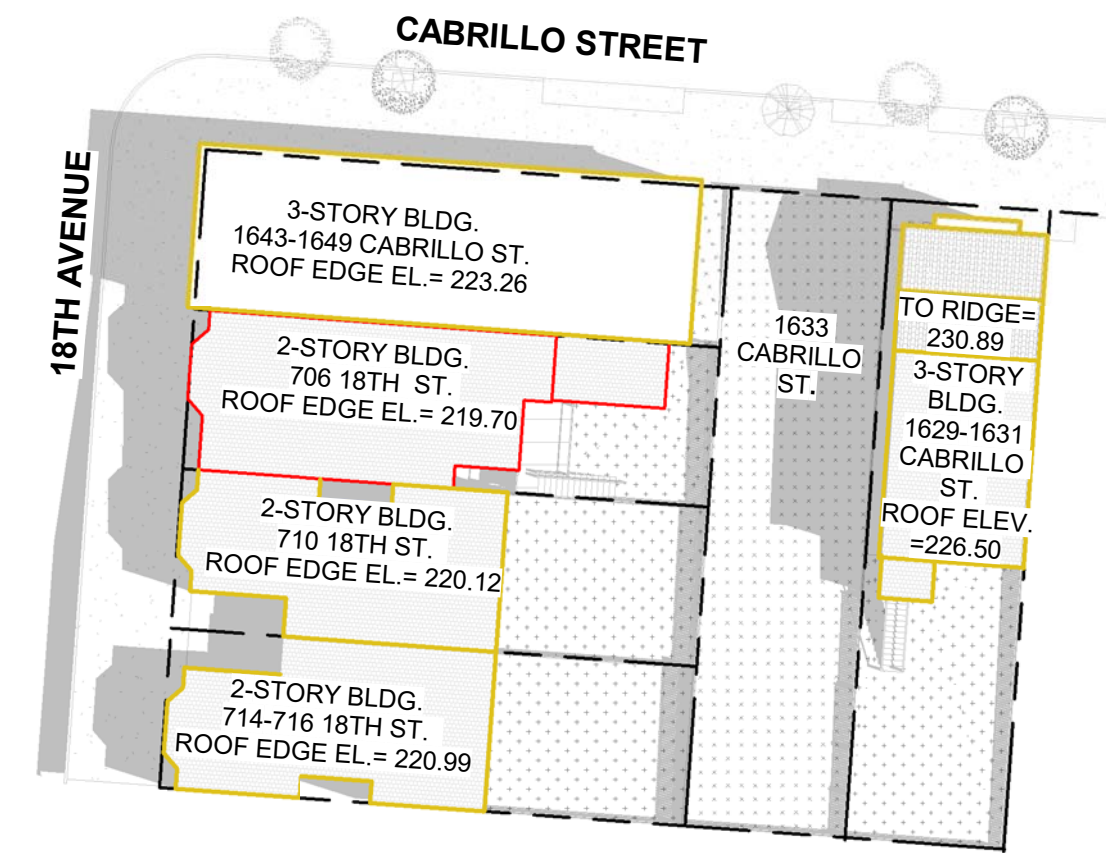 CABRILLO STREET
18TH AVENUE
3-STORY BLDG.
1643-1649 CABRILLO ST.
ROOF EDGE EL.= 223.26
2-STORY BLDG.
706 18TH ST.
ROOF EDGE EL.= 219.70
2-STORY BLDG.
710 18TH ST.
ROOF EDGE EL.= 220.12
2-STORY BLDG.
714-716 18TH ST.
ROOF EDGE EL.= 220.99
1633
CABRILLO
ST.
TO RIDGE=
230.89
3-STORY
BLDG.
1629-1631
CABRILLO
ST.
ROOF ELEV.
=226.50